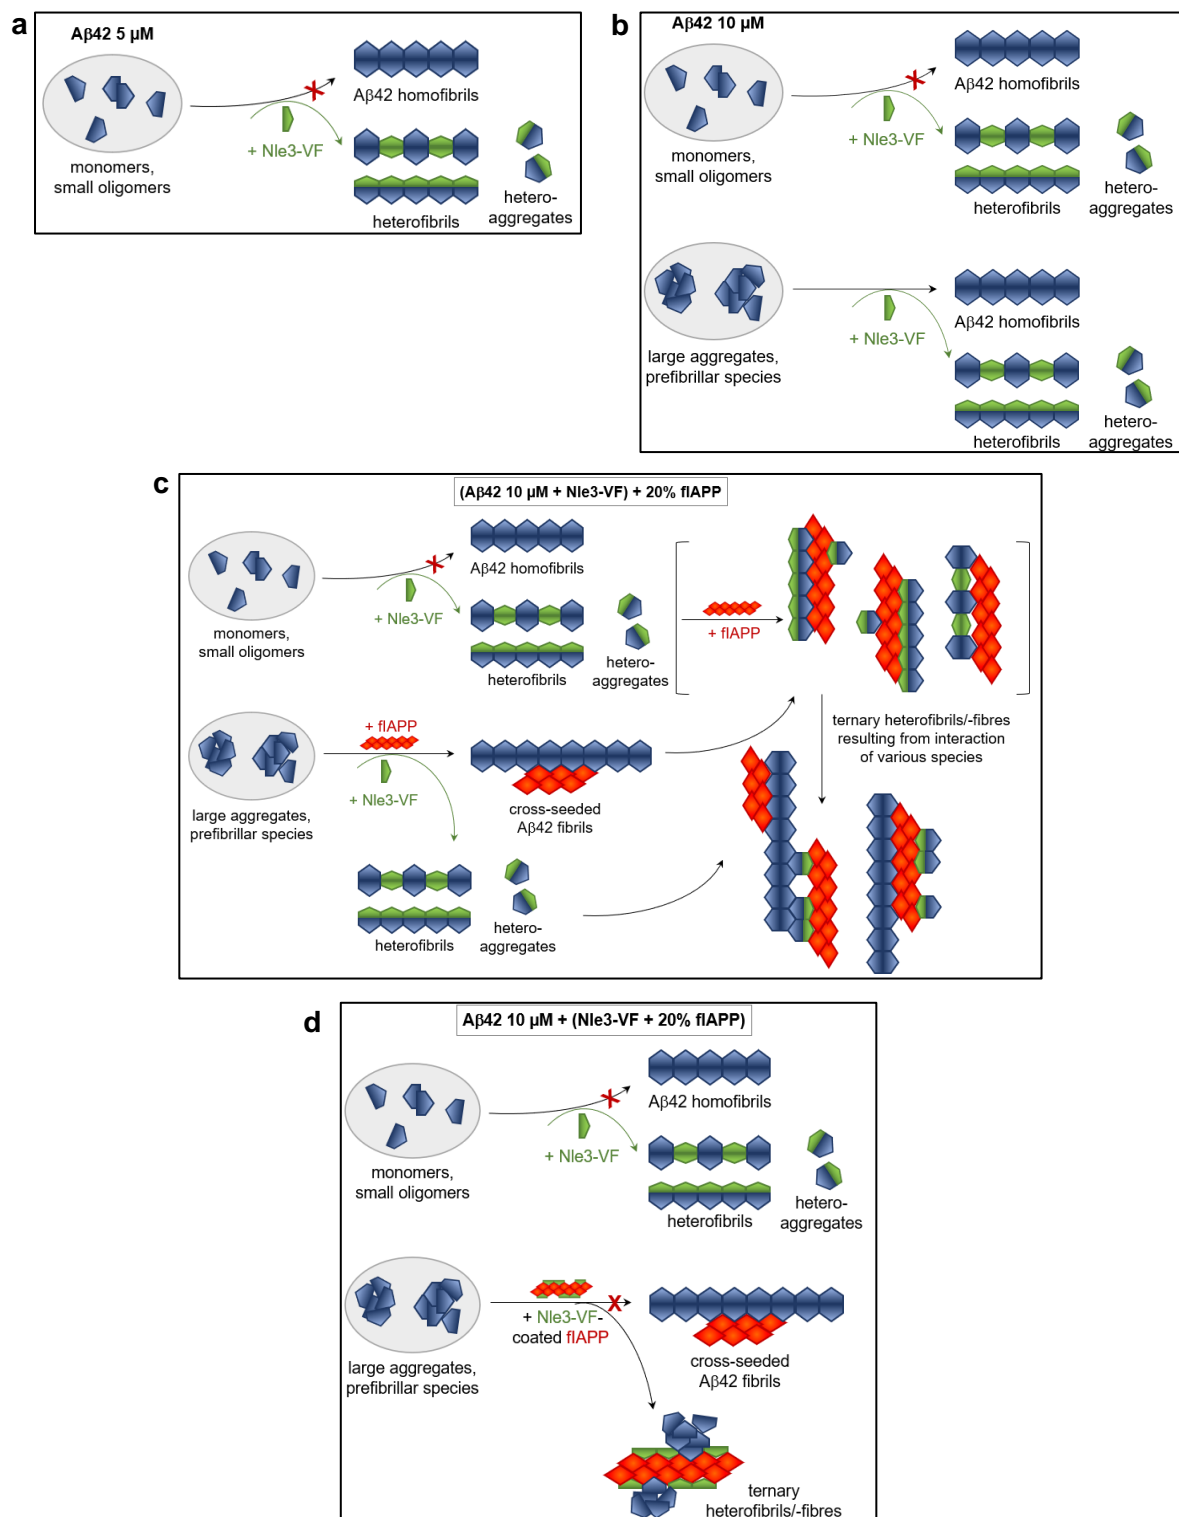 a
Aβ42 5 µM
monomers,
small oligomers
+ Nle3-VF
Aβ42 homofibrils
heterofibrils
hetero-
aggregates
b
Aβ42 10 µM
monomers,
small oligomers
+ Nle3-VF
Aβ42 homofibrils
heterofibrils
hetero-
aggregates
large aggregates,
prefibrillar species
+ Nle3-VF
Aβ42 homofibrils
heterofibrils
hetero-
aggregates
c
(Aβ42 10 µM + Nle3-VF) + 20% fIAPP
monomers,
small oligomers
+ Nle3-VF
Aβ42 homofibrils
heterofibrils
hetero-
aggregates
+ fIAPP
ternary heterofibrils/-fibres
resulting from interaction
of various species
large aggregates,
prefibrillar species
+ fIAPP
+ Nle3-VF
cross-seeded
Aβ42 fibrils
heterofibrils
hetero-
aggregates
d
Aβ42 10 µM + (Nle3-VF + 20% fIAPP)
monomers,
small oligomers
+ Nle3-VF
Aβ42 homofibrils
heterofibrils
hetero-
aggregates
large aggregates,
prefibrillar species
+ Nle3-VF-
coated fIAPP
cross-seeded
Aβ42 fibrils
ternary
heterofibrils/-fibres